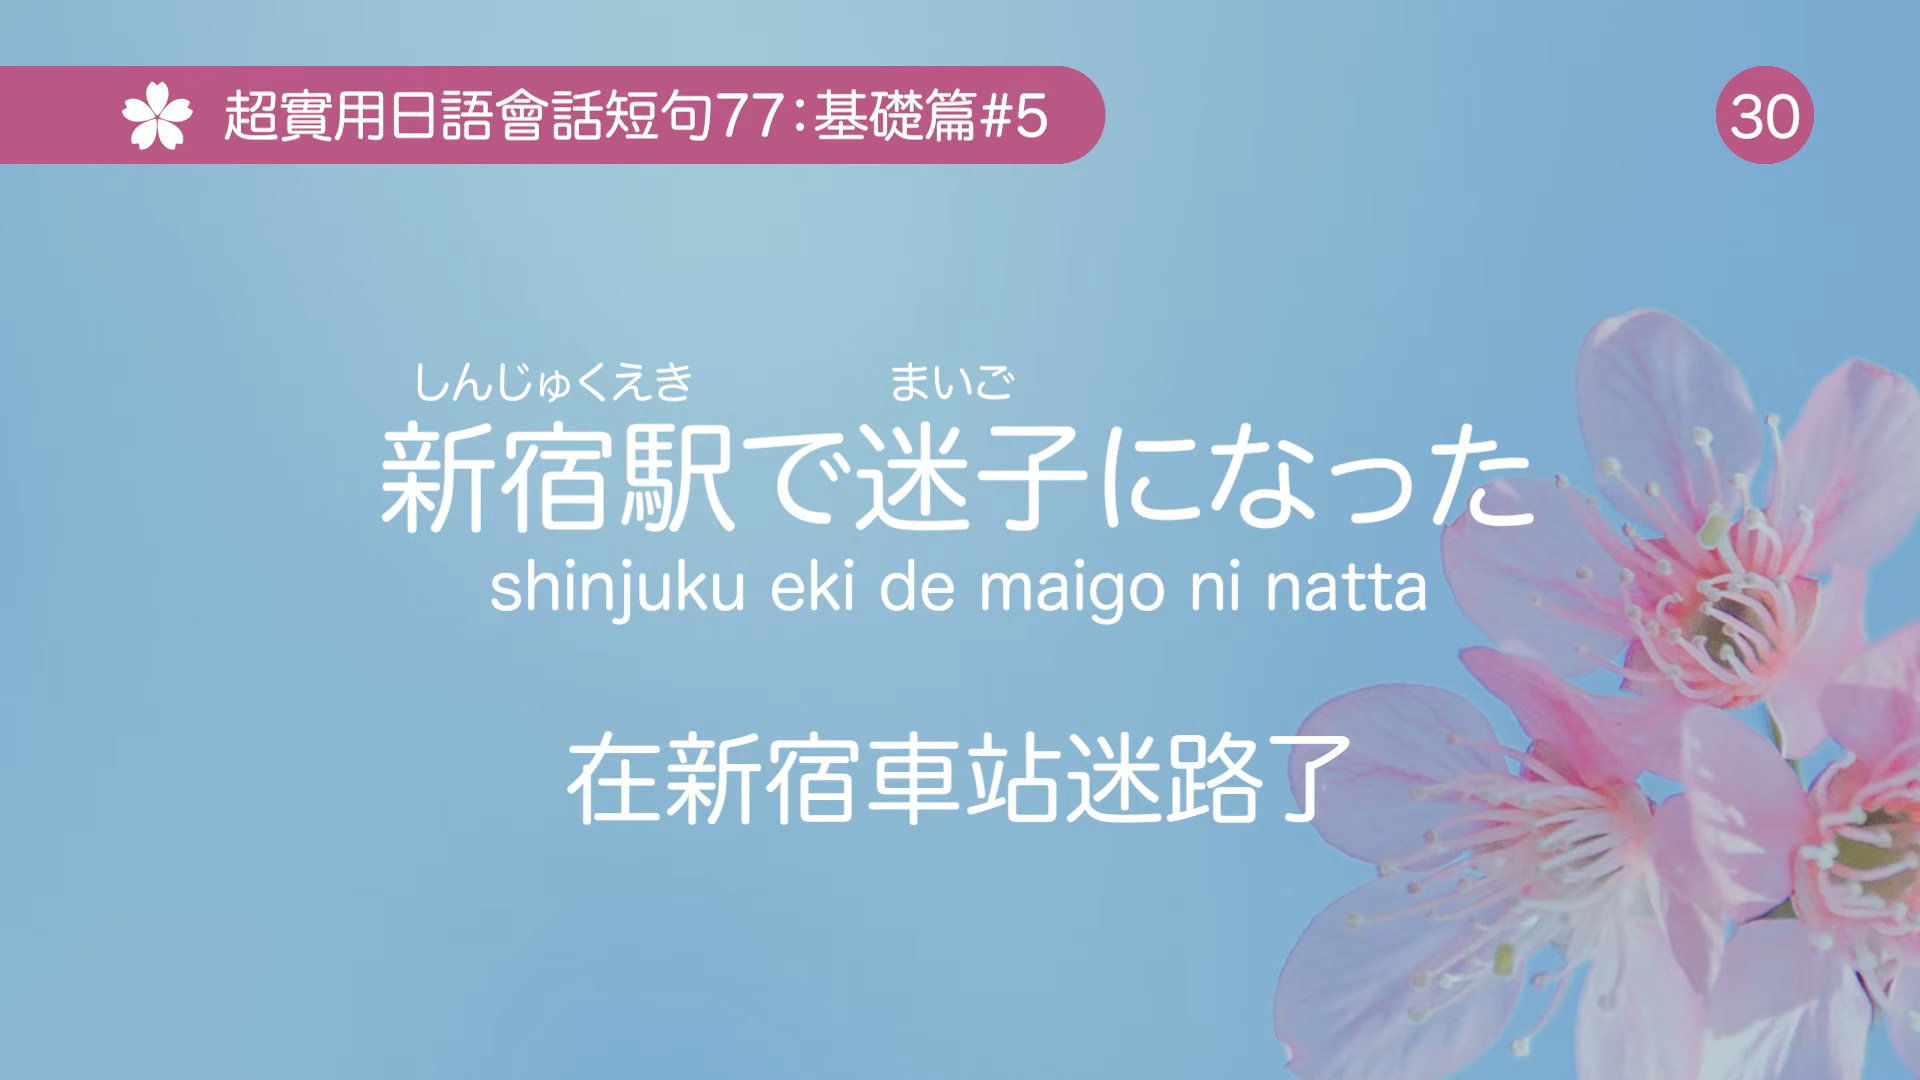 超實用日語會話短句77：基礎篇#5
30
しんじゅくえき まいご
新宿駅で迷子になった
shinjuku eki de maigo ni natta
在新宿車站迷路了